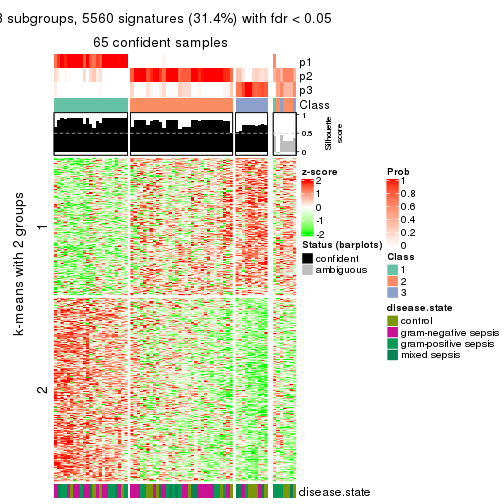 3 subgroups, 5560 signatures (31.4%) with fdr < 0.05
65 confident samples
p1
p2
p3
Class
1
0.5
0
Silhouette
score
k-means with 2 groups
1
2
z-score
2
1
0
-1
-2
Status (barplots)
confident
ambiguous
Prob
1
0.8
0.6
0.4
0.2
0
Class
1
2
3
disease.state
control
gram-negative sepsis
gram-positive sepsis
mixed sepsis
disease.state